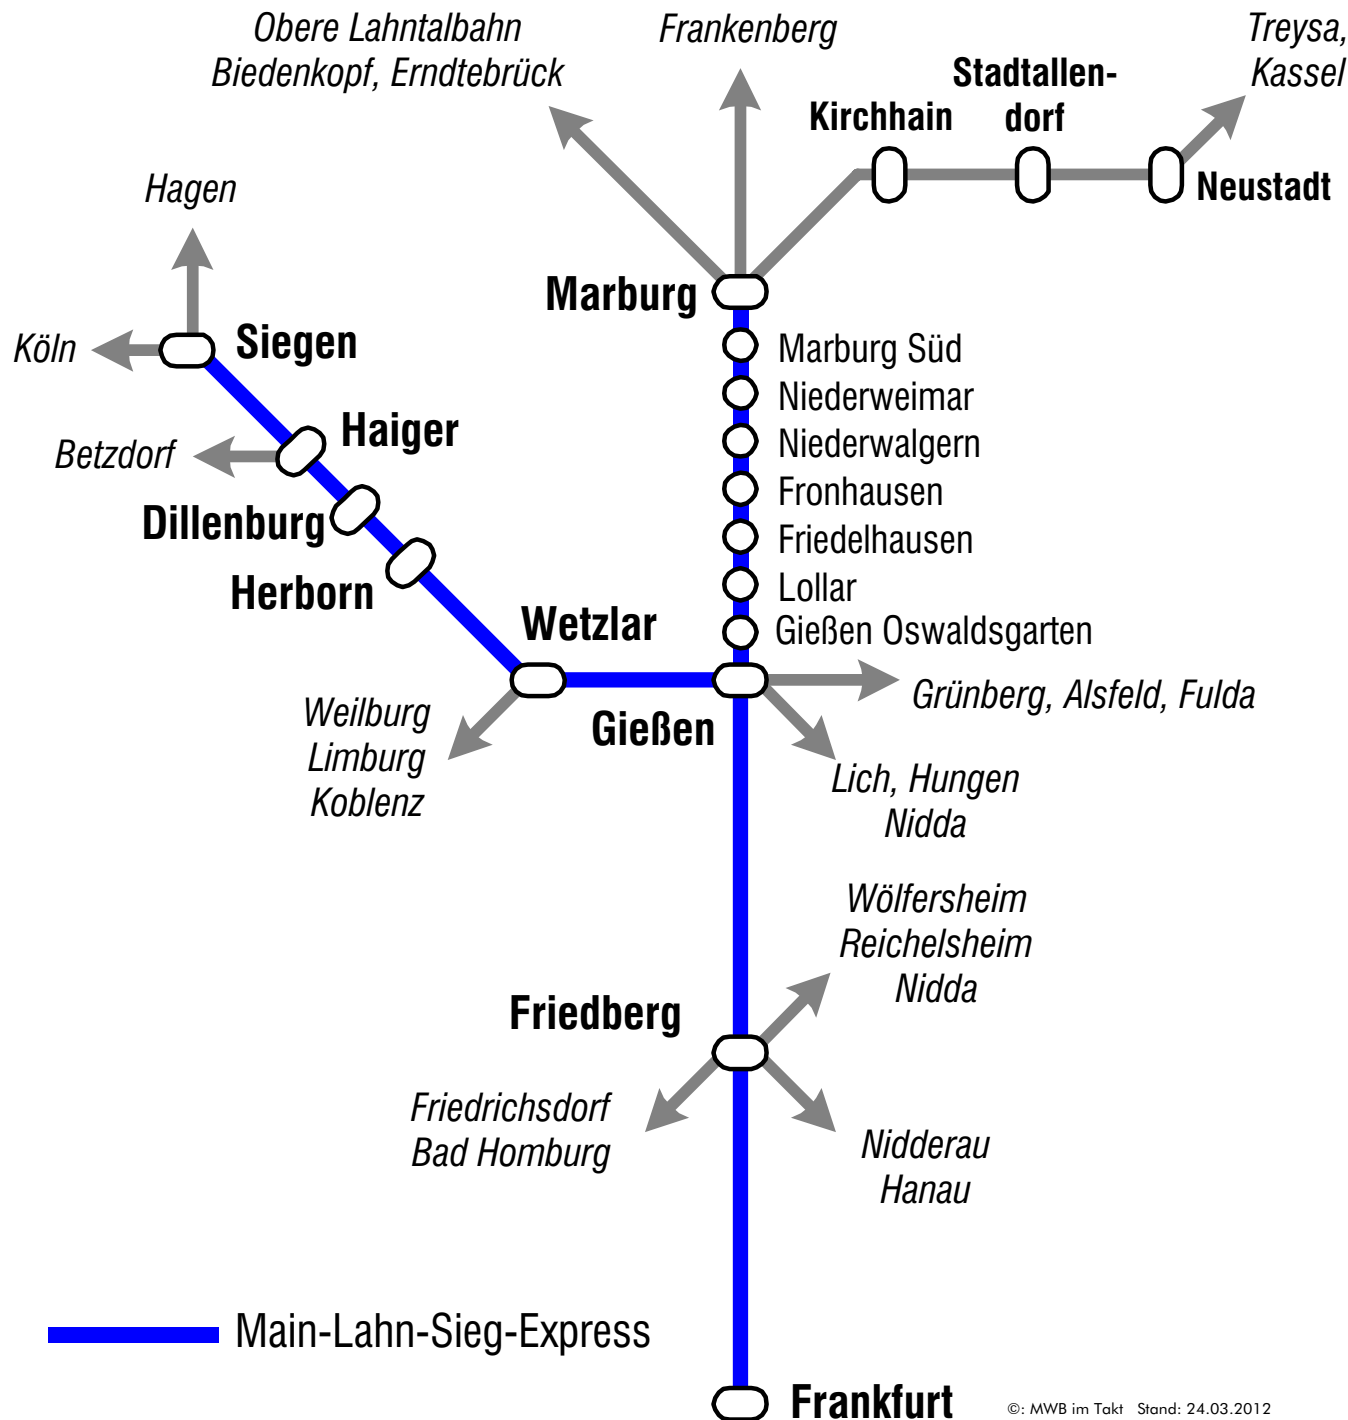 Obere Lahntalbahn
Biedenkopf, Erndtebrück
Frankenberg
Treysa,
Kassel
Stadtallen-
dorf
Kirchhain
Neustadt
Hagen
Marburg
Köln
Siegen
Marburg Süd
Niederweimar
Haiger
Betzdorf
Niederwalgern
Fronhausen
Dillenburg
Friedelhausen
Herborn
Lollar
Wetzlar
Gießen Oswaldsgarten
Grünberg, Alsfeld, Fulda
Weilburg
Limburg
Koblenz
Gießen
Lich, Hungen
Nidda
Wölfersheim
Reichelsheim
Nidda
Friedberg
Friedrichsdorf
Bad Homburg
Nidderau
Hanau
Main-Lahn-Sieg-Express
Frankfurt
©: MWB im Takt Stand: 24.03.2012